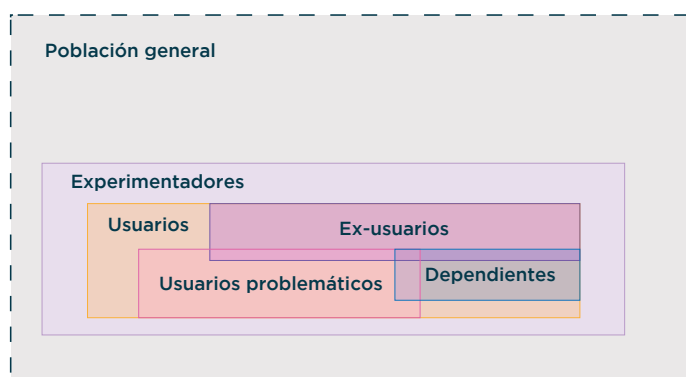 Población general
Experimentadores
Usuarios
Ex-usuarios
Usuarios problemáticos
Dependientes